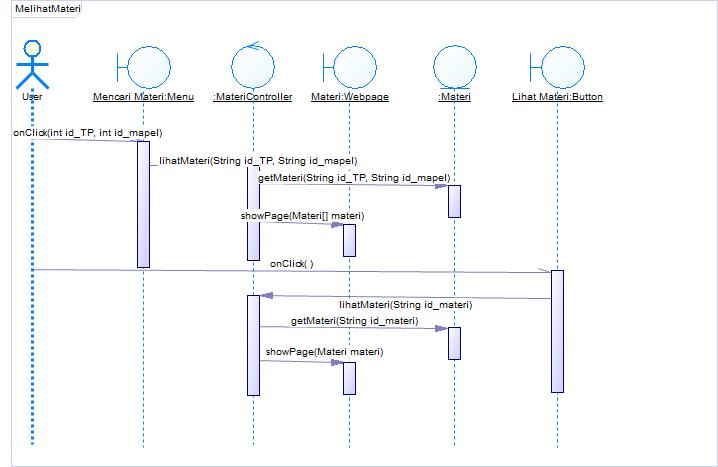 MelihatMateri
User
Mencari Materi:Menu
:MateriController
Materi:Webpage
:Materi
Lihat Materi:Button
onClick(int id_TP, int id_mapel)
lihatMateri(String id_TP, String id_mapel)
getMateri(String id_TP, String id_mapel)
showPage(Materi[] materi)
onClick( )
lihatMateri(String id_materi)
getMateri(String id_materi)
showPage(Materi materi)